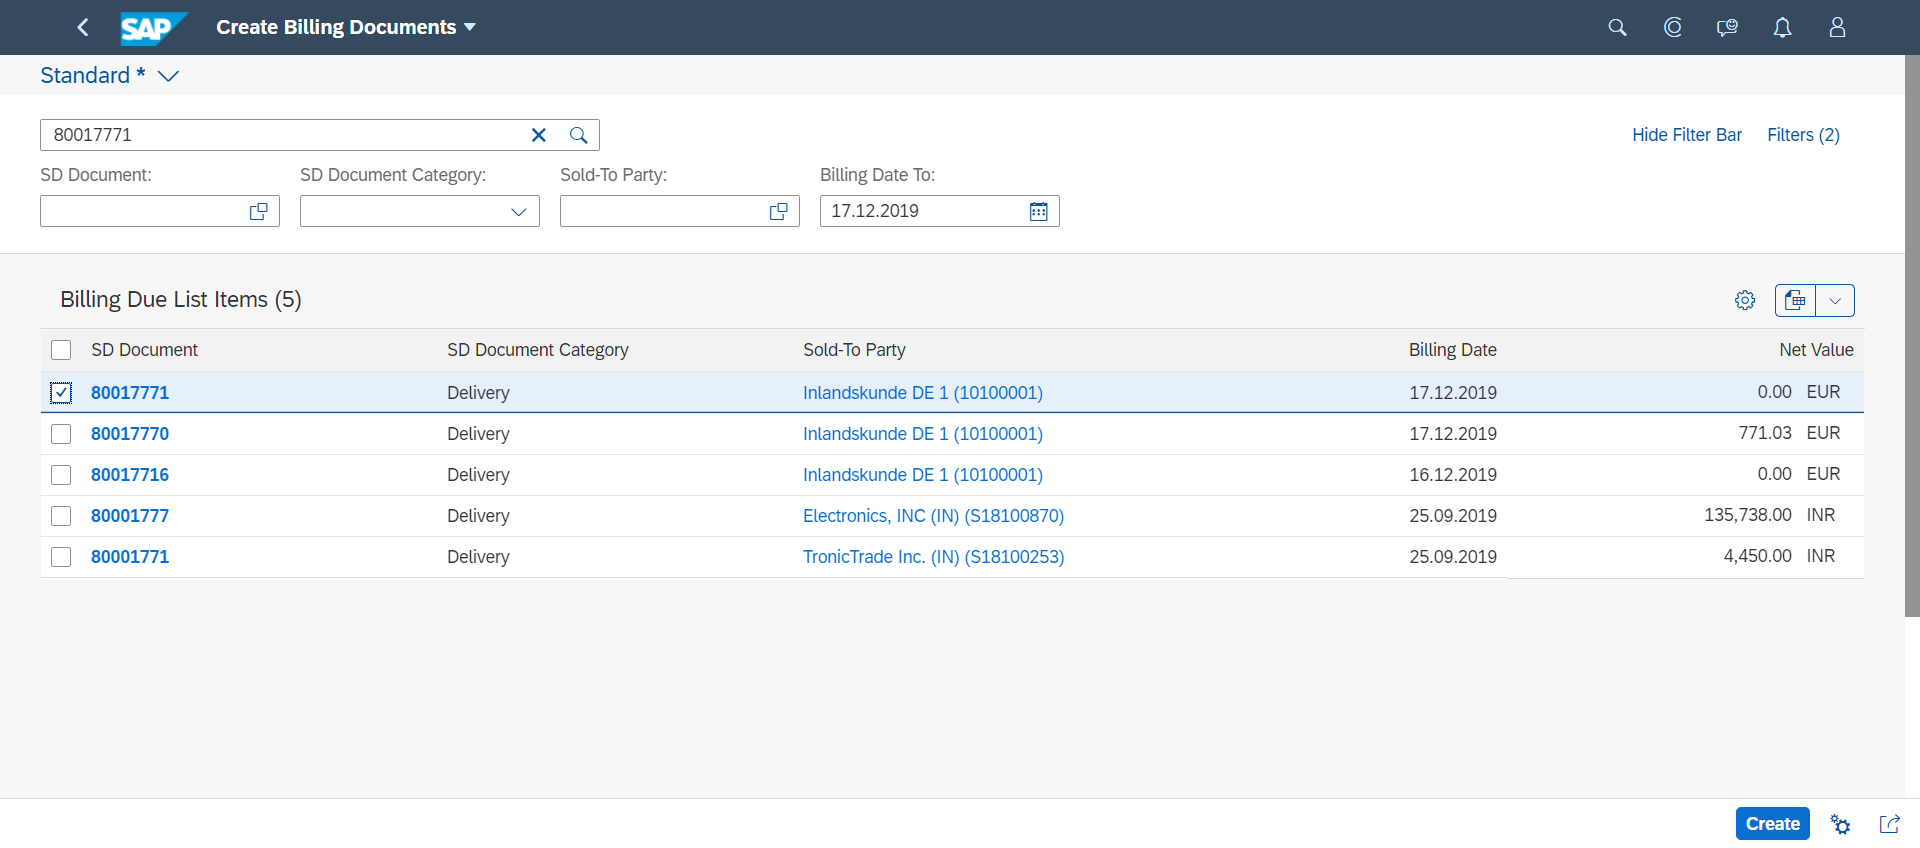 SAP Create Billing Documents
Standard *
80017771
Hide Filter Bar Filters (2)
SD Document: SD Document Category: Sold-To Party: Billing Date To:
17.12.2019
Billing Due List Items (5)
SD Document SD Document Category Sold-To Party Billing Date Net Value
80017771 Delivery Inlandskunde DE 1 (10100001) 17.12.2019 0.00 EUR
80017770 Delivery Inlandskunde DE 1 (10100001) 17.12.2019 771.03 EUR
80017716 Delivery Inlandskunde DE 1 (10100001) 16.12.2019 0.00 EUR
80001777 Delivery Electronics, INC (IN) (S18100870) 25.09.2019 135,738.00 INR
80001771 Delivery TronicTrade Inc. (IN) (S18100253) 25.09.2019 4,450.00 INR
Create